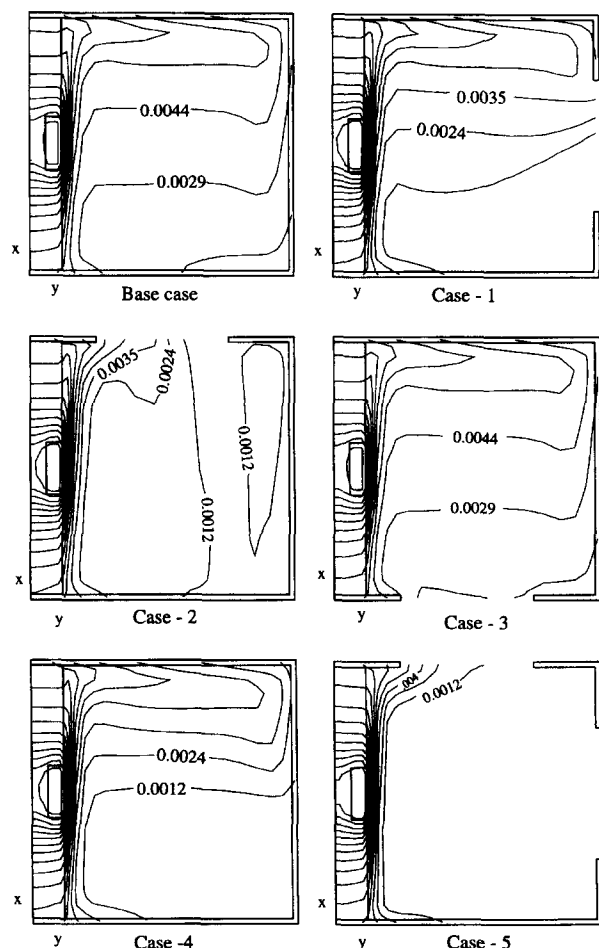 0.0044
0.0029
x
y
Base case
0.0035
0.0024
x
y
Case - 1
0.0035
0.0024
0.0012
0.0012
x
y
Case - 2
0.0044
0.0029
x
y
Case - 3
0.0024
0.0012
x
y
Case -4
.004
0.0012
x
y
Case - 5